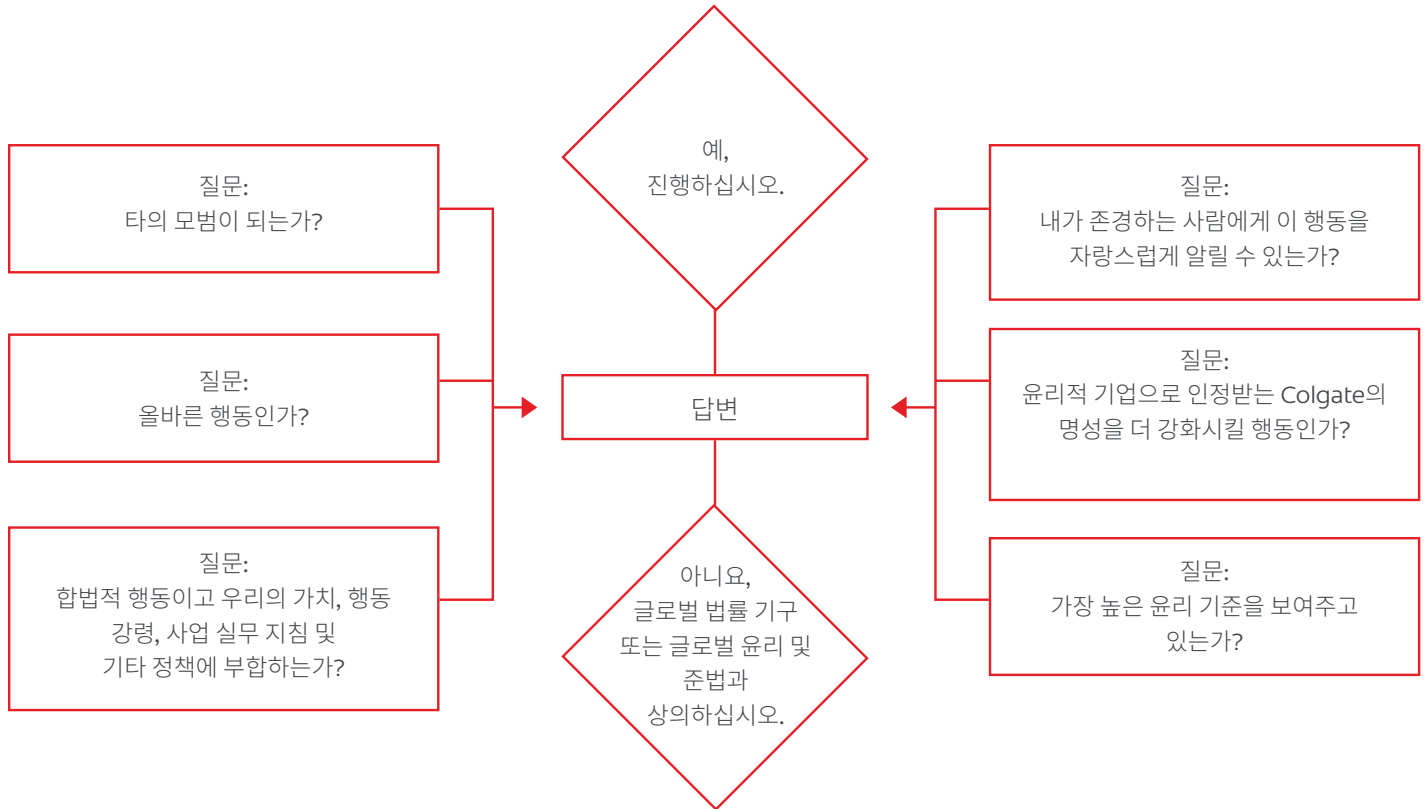 예,
진행하십시오.
질문:
타의 모범이 되는가?
질문:
올바른 행동인가?
질문:
합법적 행동이고 우리의 가치, 행동
강령, 사업 실무 지침 및
기타 정책에 부합하는가?
답변
질문:
내가 존경하는 사람에게 이 행동을
자랑스럽게 알릴 수 있는가?
질문:
윤리적 기업으로 인정받는 Colgate의
명성을 더 강화시킬 행동인가?
질문:
가장 높은 윤리 기준을 보여주고
있는가?
아니요,
글로벌 법률 기구
또는 글로벌 윤리 및
준법과
상의하십시오.